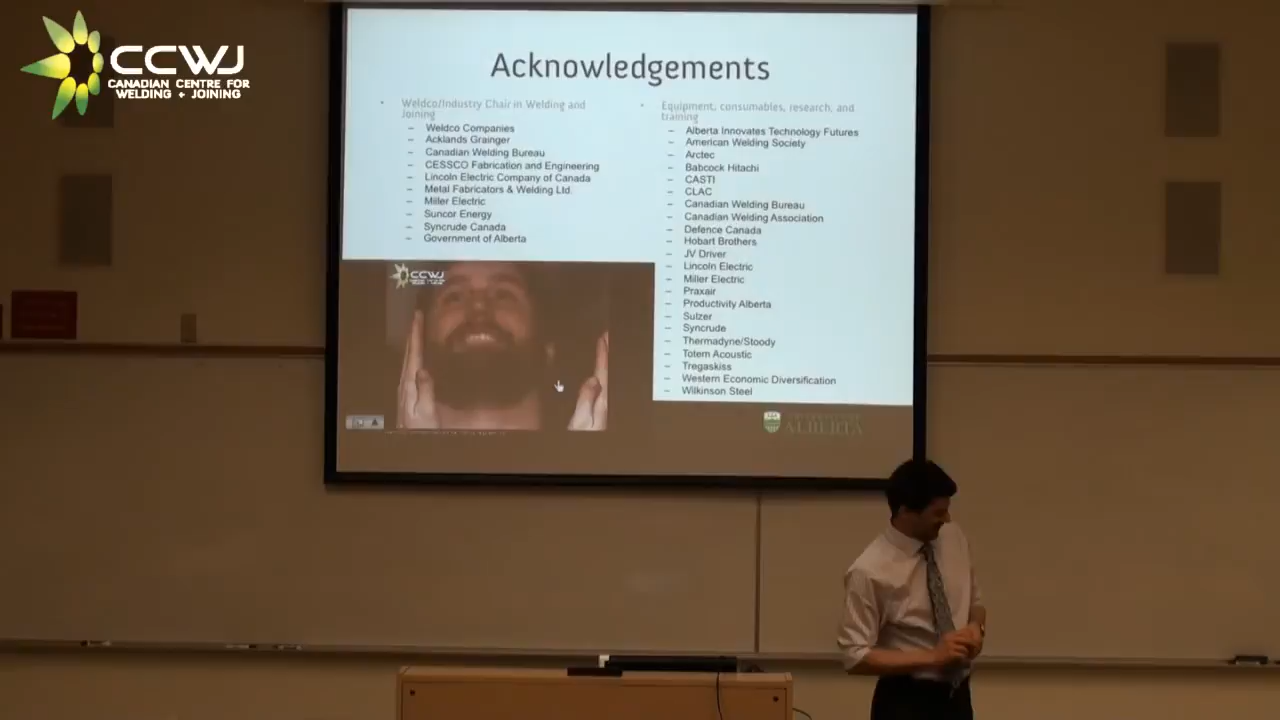 CCWJ
CANADIAN CENTRE FOR
WELDING + JOINING
Acknowledgements
Weldco/Industry Chair in Welding and
Joining
– Weldco Companies
– Acklands Grainger
– Canadian Welding Bureau
– CESSCO Fabrication and Engineering
– Lincoln Electric Company of Canada
– Metal Fabricators & Welding Ltd.
– Miller Electric
– Suncor Energy
– Syncrude Canada
– Government of Alberta
Equipment, consumables, research, and
training
– Alberta Innovates Technology Futures
– American Welding Society
– Arctec
– Babcock Hitachi
– CASTI
– CLAC
– Canadian Welding Bureau
– Canadian Welding Association
– Defence Canada
– Hobart Brothers
– JV Driver
– Lincoln Electric
– Miller Electric
– Praxair
– Productivity Alberta
– Sulzer
– Syncrude
– Thermadyne/Stoody
– Totem Acoustic
– Tregaskiss
– Western Economic Diversification
– Wilkinson Steel
CCWJ
ALBERTA